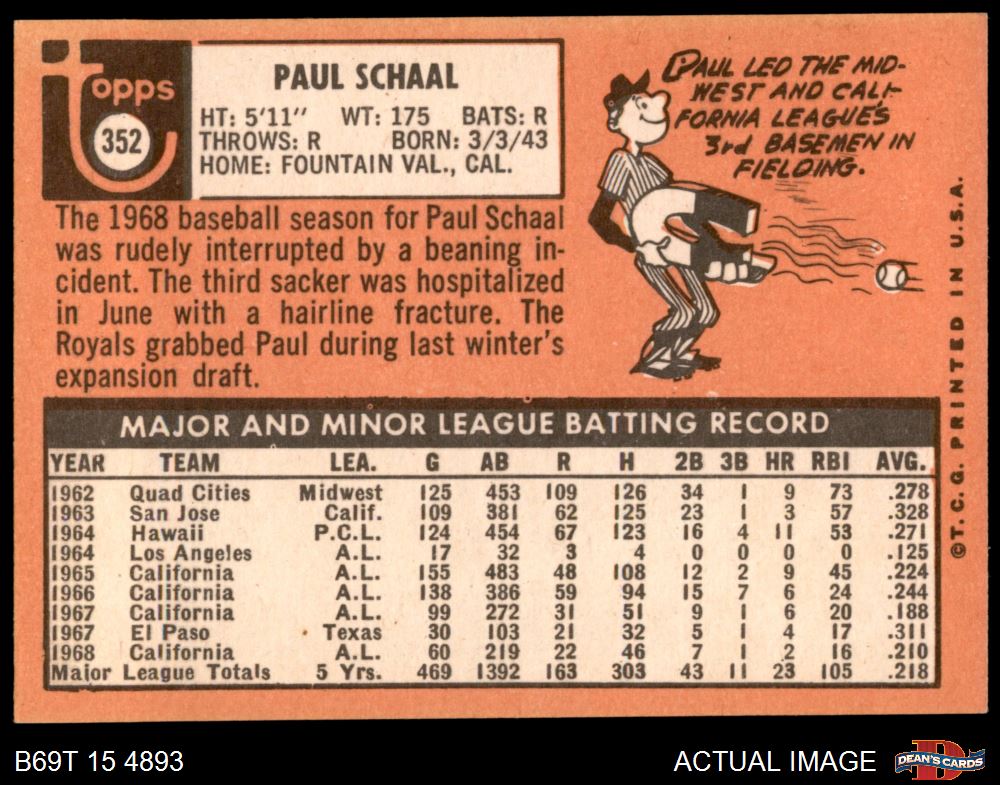 Topps
352
PAUL SCHAAL
HT: 5'11" WT: 175 BATS: R
THROWS: R BORN: 3/3/43
HOME: FOUNTAIN VAL., CAL.
PAUL LED THE MID-
WEST AND CALI-
FORNIA LEAGUE'S
3rd BASEMEN IN
FIELDING.
The 1968 baseball season for Paul Schaal
was rudely interrupted by a beaning in-
cident. The third sacker was hospitalized
in June with a hairline fracture. The
Royals grabbed Paul during last winter's
expansion draft.
MAJOR AND MINOR LEAGUE BATTING RECORD
YEAR TEAM LEA. G AB R H 2B 3B HR RBI AVG.
1962 Quad Cities Midwest 125 453 109 126 34 1 9 73 .278
1963 San Jose Calif. 109 381 62 125 23 1 3 57 .328
1964 Hawaii P.C.L. 124 454 67 123 16 4 11 53 .271
1964 Los Angeles A.L. 17 32 3 4 0 0 0 0 .125
1965 California A.L. 155 483 48 108 12 2 9 45 .224
1966 California A.L. 138 386 59 94 15 7 6 24 .244
1967 California A.L. 99 272 31 51 9 1 6 20 .188
1967 El Paso Texas 30 103 21 32 5 1 4 17 .311
1968 California A.L. 60 219 22 46 7 1 2 16 .210
Major League Totals 5 Yrs. 469 1392 163 303 43 11 23 105 .218
©T.C.G. PRINTED IN U.S.A.
B69T 15 4893
ACTUAL IMAGE
DEAN'S CARDS